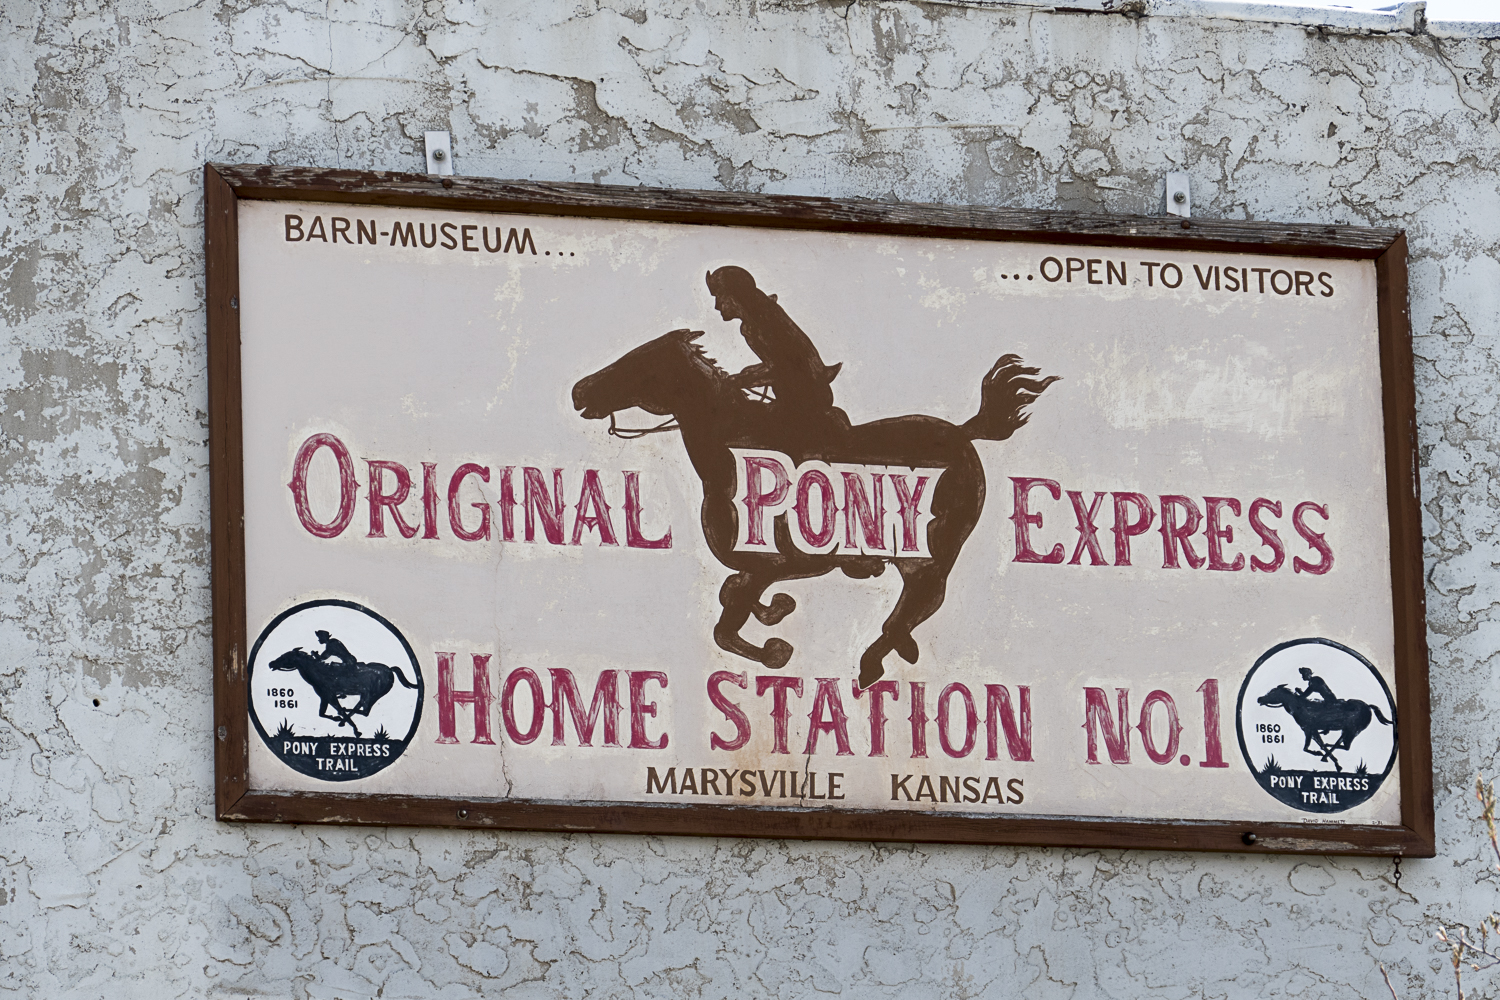 BARN-MUSEUM...
...OPEN TO VISITORS
ORIGINAL PONY EXPRESS
HOME STATION NO.1
MARYSVILLE KANSAS
1860
1861
PONY EXPRESS
TRAIL
1860
1861
PONY EXPRESS
TRAIL